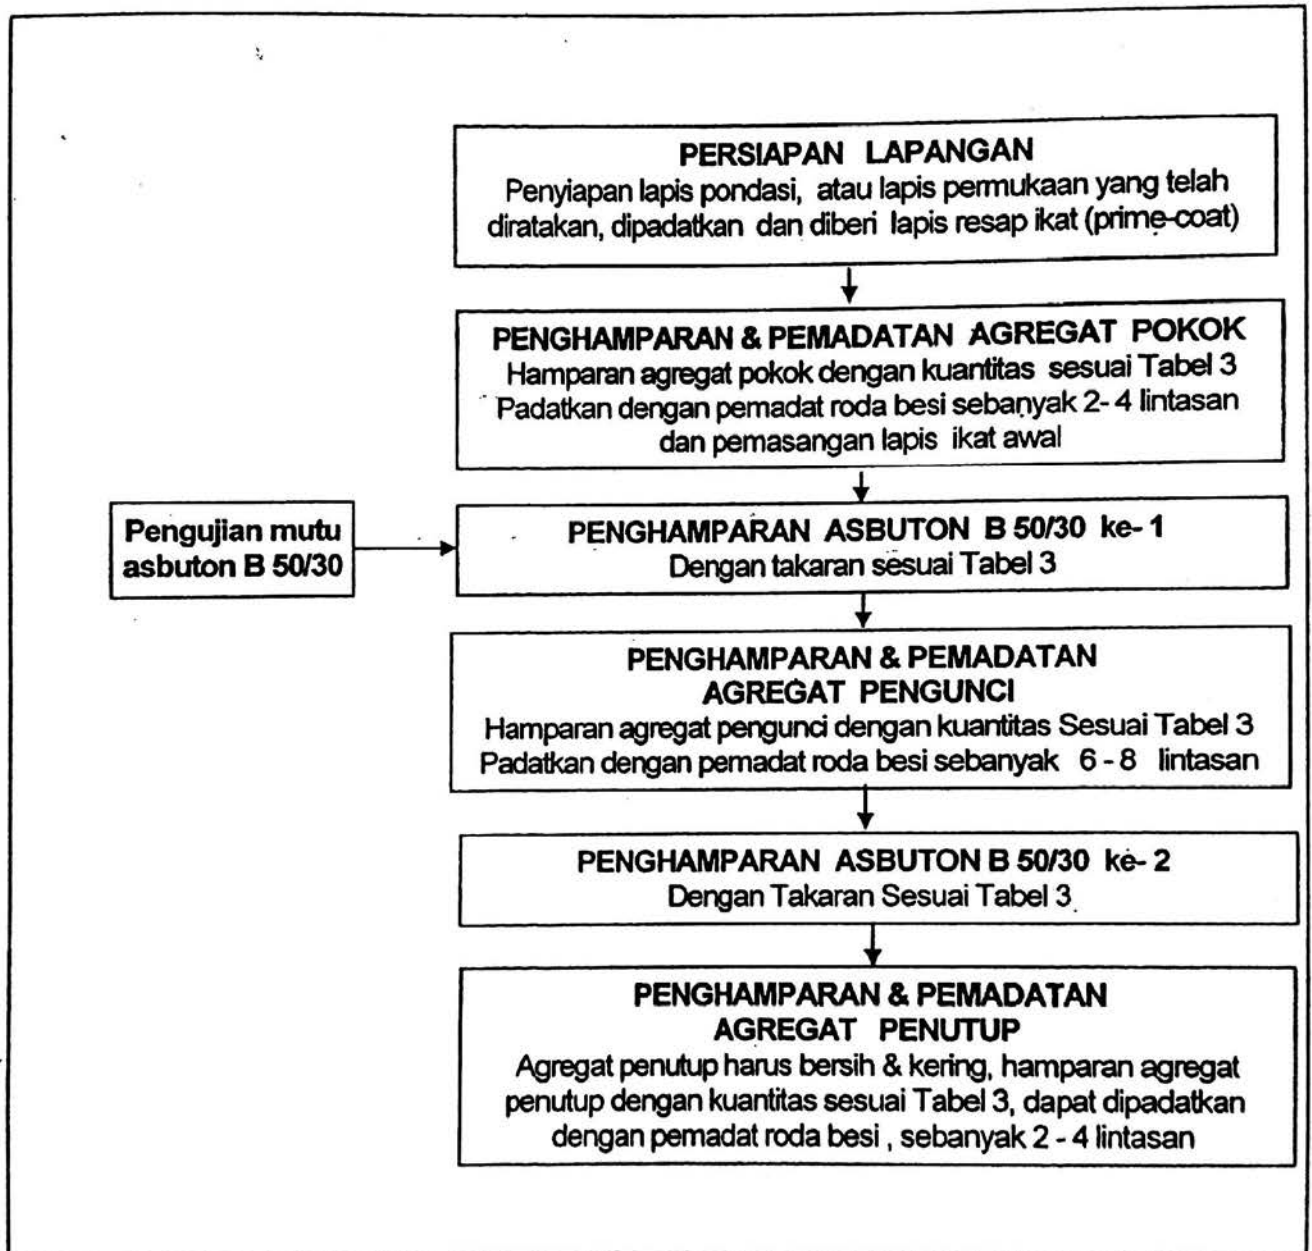 PERSIAPAN LAPANGAN
Penyiapan lapis pondasi, atau lapis permukaan yang telah
diratakan, dipadatkan dan diberi lapis resap ikat (prime-coat)
PENGHAMPARAN & PEMADATAN AGREGAT POKOK
Hamparan agregat pokok dengan kuantitas sesuai Tabel 3
Padatkan dengan pemadat roda besi sebanyak 2- 4 lintasan
dan pemasangan lapis ikat awal
Pengujian mutu
asbuton B 50/30
PENGHAMPARAN ASBUTON B 50/30 ke- 1
Dengan takaran sesuai Tabel 3
PENGHAMPARAN & PEMADATAN
AGREGAT PENGUNCI
Hamparan agregat pengunci dengan kuantitas Sesuai Tabel 3
Padatkan dengan pemadat roda besi sebanyak 6 - 8 lintasan
PENGHAMPARAN ASBUTON B 50/30 ke- 2
Dengan Takaran Sesuai Tabel 3
PENGHAMPARAN & PEMADATAN
AGREGAT PENUTUP
Agregat penutup harus bersih & kering, hamparan agregat
penutup dengan kuantitas sesuai Tabel 3, dapat dipadatkan
dengan pemadat roda besi , sebanyak 2 - 4 lintasan